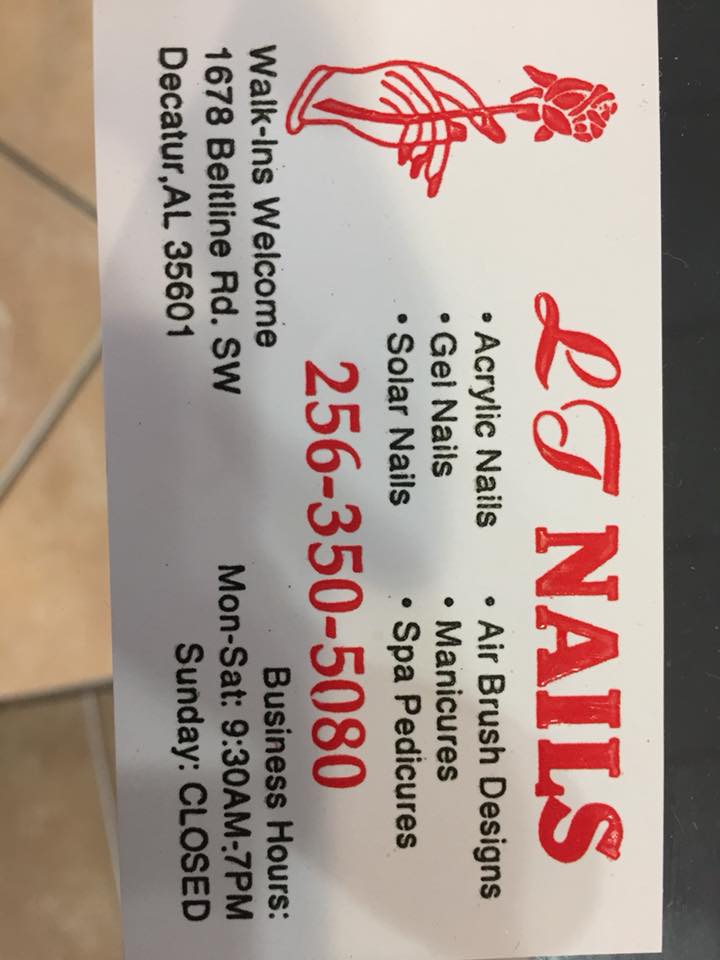 LT NAILS
• Acrylic Nails • Air Brush Designs
• Gel Nails • Manicures
• Solar Nails • Spa Pedicures
256-350-5080
Walk-Ins Welcome
1678 Beltline Rd. SW
Decatur,AL 35601
Business Hours:
Mon-Sat: 9:30AM-7PM
Sunday: CLOSED